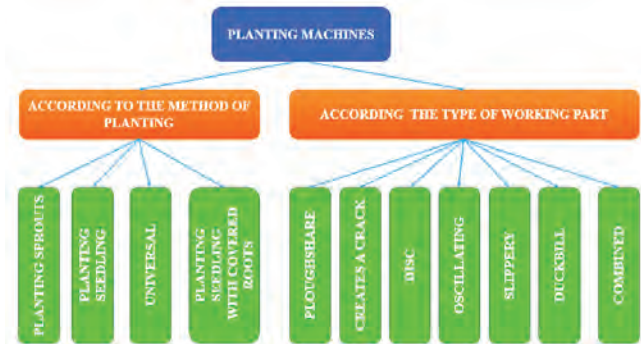 PLANTING MACHINES
ACCORDING TO THE METHOD OF
PLANTING
ACCORDING THE TYPE OF WORKING PART
PLANTING SPROUTS
PLANTING
SEEDLING
UNIVERSAL
PLANTING
SEEDLING
WITH COVERED
ROOTS
PLOUGHSHARE
CREATES A CRACK
DISC
OSCILLATING
SLIPPERY
DUCKBILL
COMBINED